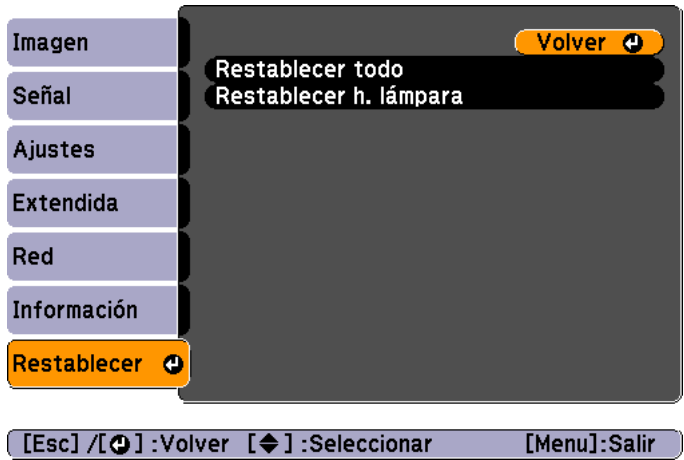 Imagen
Señal
Ajustes
Extendida
Red
Información
Restablecer
Volver
Restablecer todo
Restablecer h. lámpara
[Esc] /[ ] :Volver [ ] :Seleccionar [Menu]:Salir